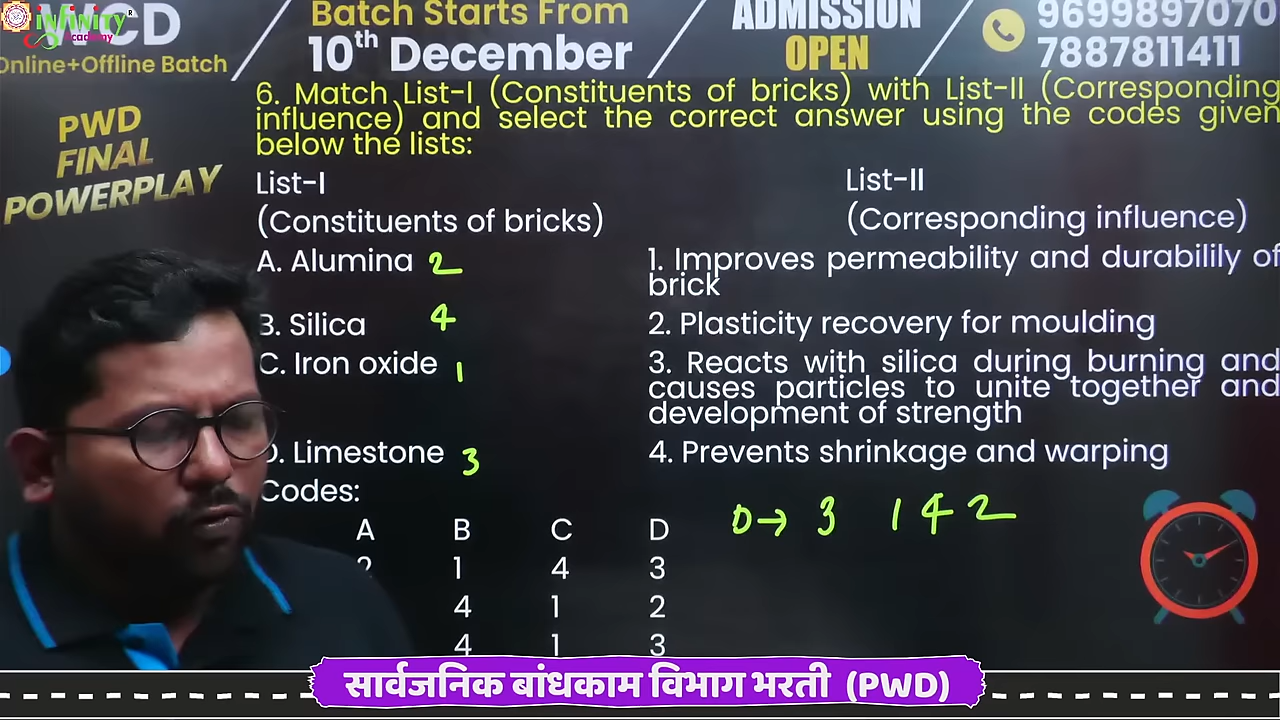 infinity
academy
WCD
Online+Offline Batch
Batch Starts From
10th December
ADMISSION
OPEN
9699897070
7887811411
PWD
FINAL
POWERPLAY
6. Match List-I (Constituents of bricks) with List-II (Corresponding
influence) and select the correct answer using the codes given
below the lists:
List-I
List-II
(Constituents of bricks)
(Corresponding influence)
A. Alumina 2
1. Improves permeability and durabilily of
brick
B. Silica 4
2. Plasticity recovery for moulding
C. Iron oxide 1
3. Reacts with silica during burning and
causes particles to unite together and
development of strength
D. Limestone 3
4. Prevents shrinkage and warping
Codes:
D→ 3 1 4 2
A B C D
2 1 4 3
4 1 2
4 1 3
सार्वजनिक बांधकाम विभाग भरती (PWD)